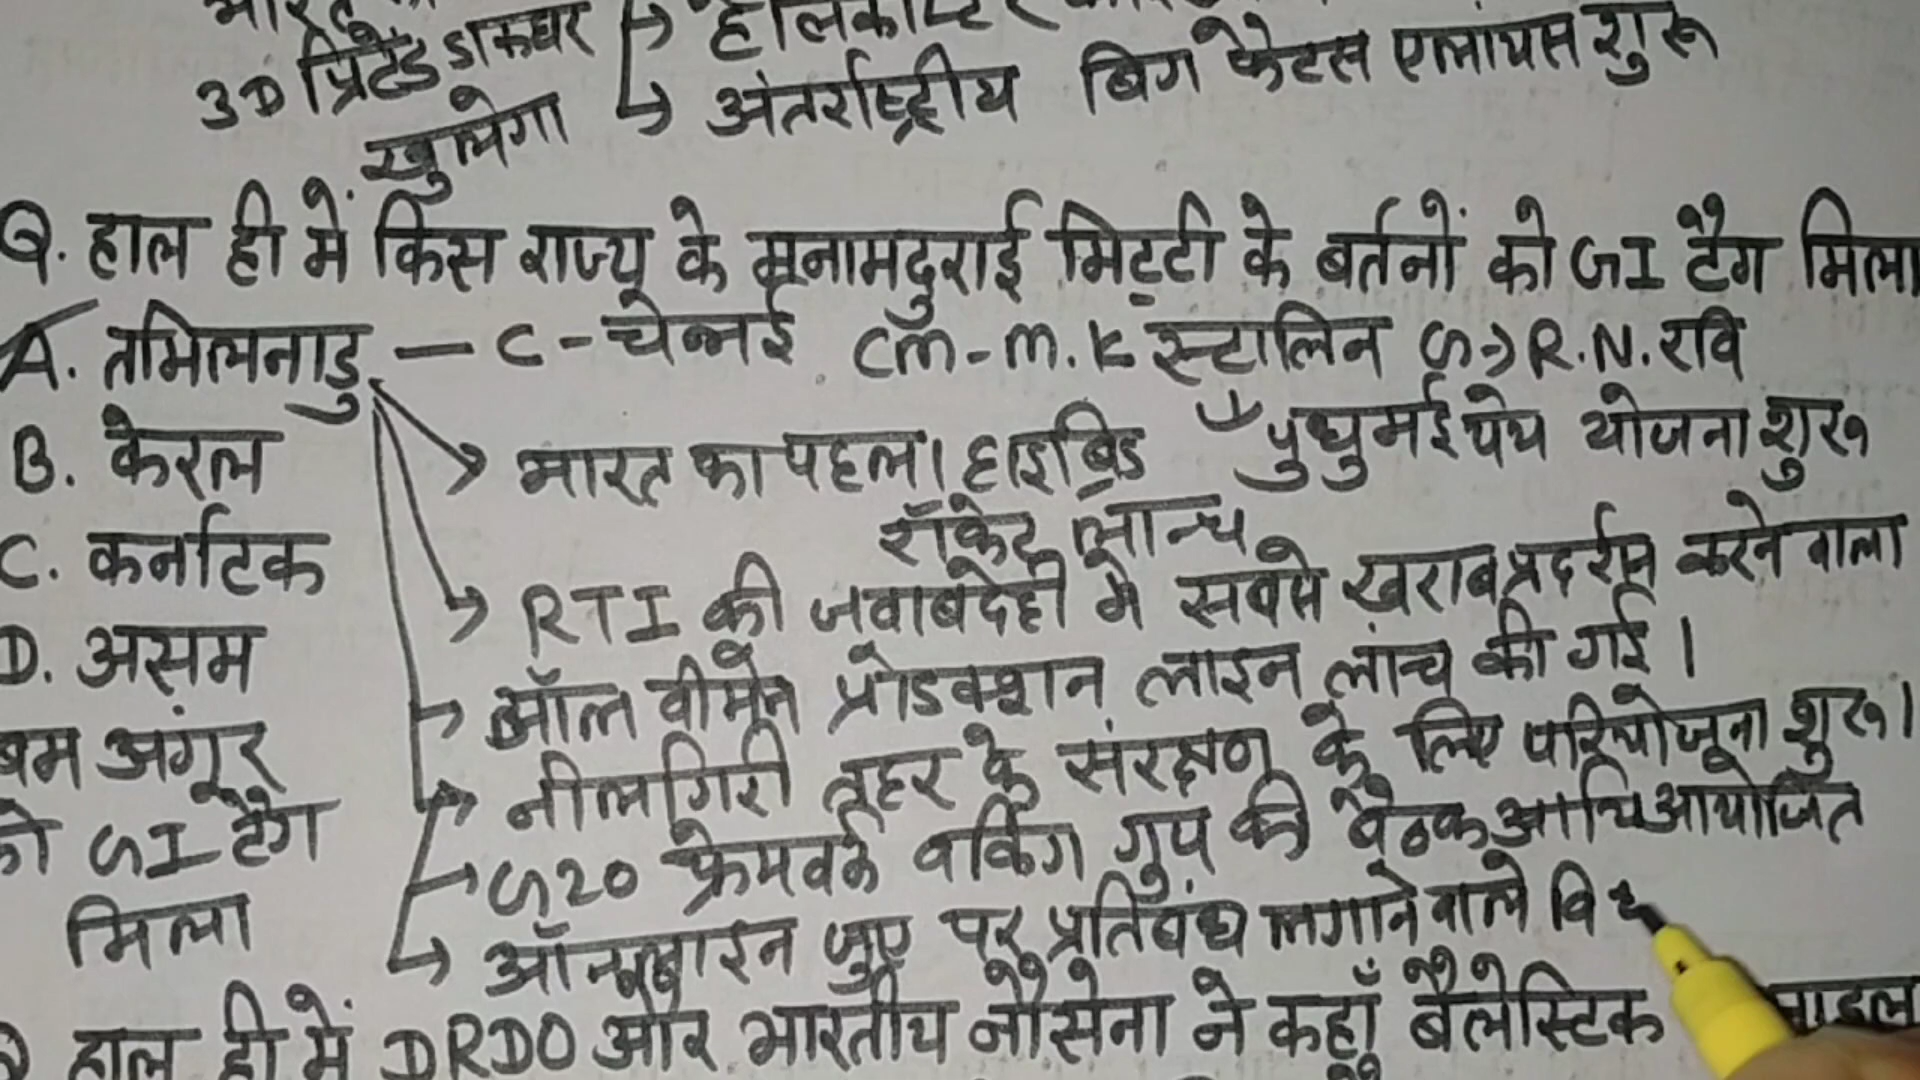 3D प्रिंटेड डाकघर
खुलेगा
→ अंतर्राष्ट्रीय बिग कैटस एलांयस शुरू
Q. हाल ही में किस राज्य के मनामदुराई मिट्टी के बर्तनों को GI टैग मिला
A. तमिलनाडु — C - चेन्नई CM - M.K स्टालिन G → R.N. रवि
→ पुधुमई पेथ योजना शुरू
B. केरल
→ भारत का पहला हाइब्रिड
रॉकेट लान्च
C. कर्नाटक
→ RTI की जवाबदेही में सबसे खराब प्रदर्शन करने वाला
D. असम
→ ऑल वीमेन प्रोडक्शन लाइन लांच की गई।
→ नीलगिरी तहर के संरक्षण के लिए परियोजना शुरू।
अंगूर
को GI टैग
मिला
→ G20 फ्रेमवर्क वर्किंग ग्रुप की बैठक आयोजित
→ ऑनलाइन जुए पर प्रतिबंध लगाने वाले
Q हाल ही में DRDO और भारतीय नौसेना ने कहाँ बैलेस्टिक